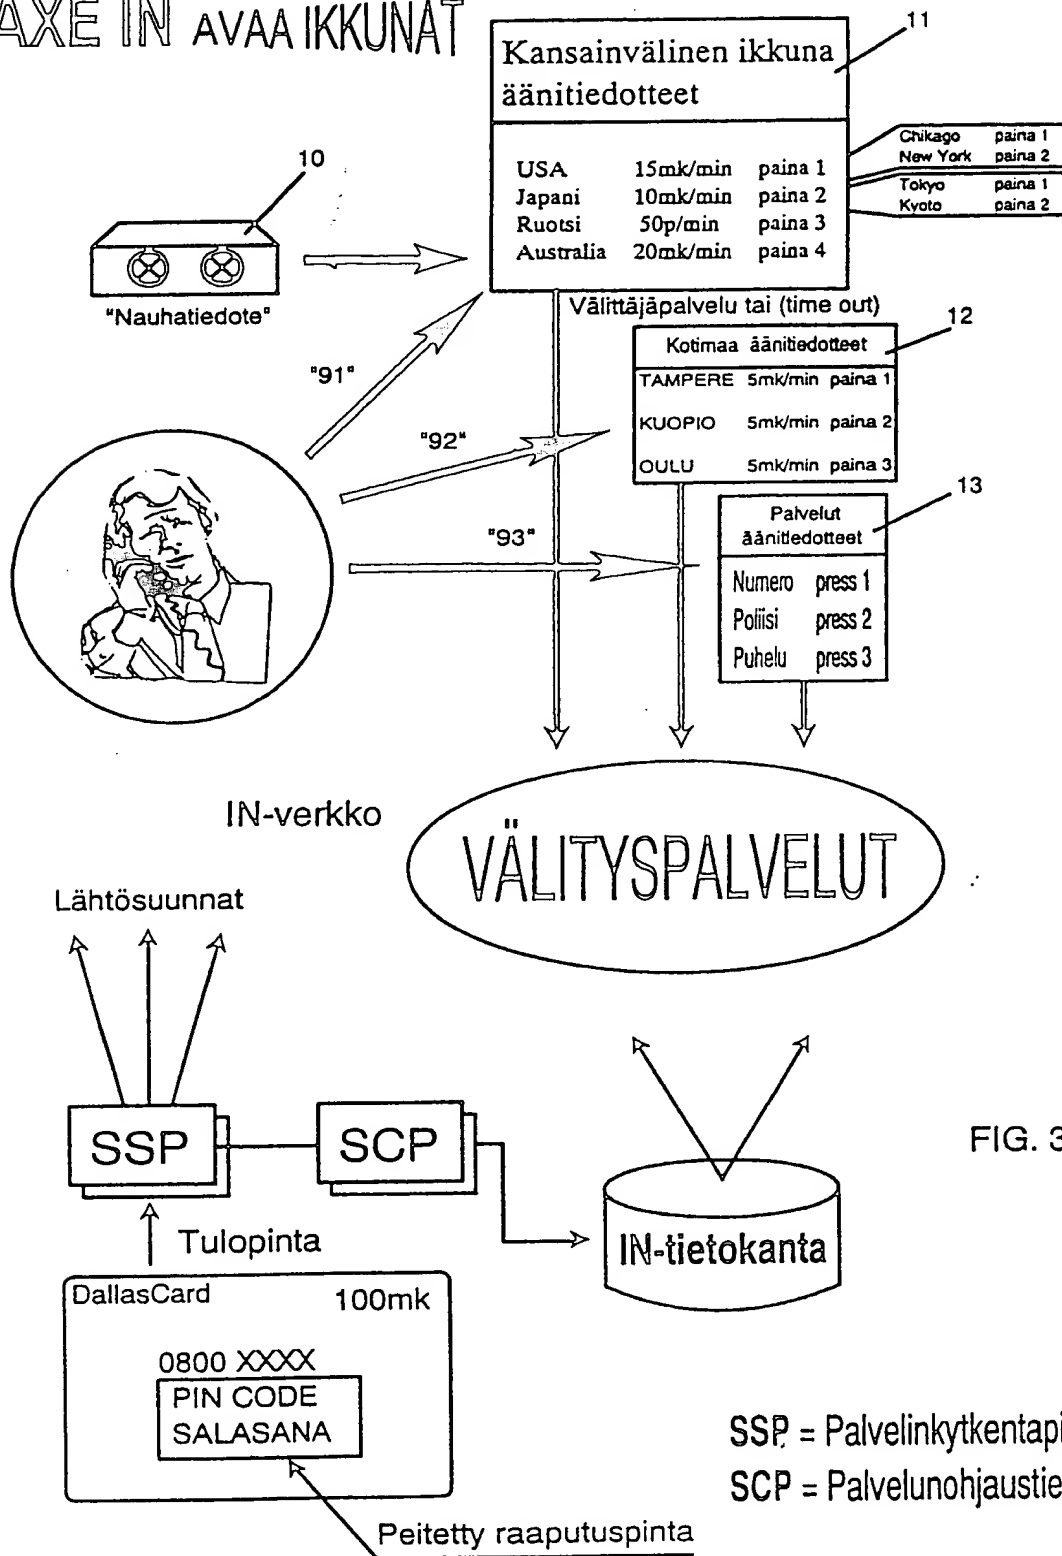 AXE IN AVAA IKKUNAT
11
Kansainvälinen ikkuna
äänitiedotteet
USA 15mk/min paina 1
Japani 10mk/min paina 2
Ruotsi 50p/min paina 3
Australia 20mk/min paina 4
Chikago paina 1
New York paina 2
Tokyo paina 1
Kyoto paina 2
10
"Nauhatiedote"
Välittäjäpalvelu tai (time out)
12
Kotimaa äänitiedotteet
TAMPERE 5mk/min paina 1
KUOPIO 5mk/min paina 2
OULU 5mk/min paina 3
"91"
"92"
"93"
13
Palvelut
äänitiedotteet
Numero press 1
Poliisi press 2
Puhelu press 3
IN-verkko
VÄLITYSPALVELUT
Lähtösuunnat
SSP
SCP
FIG. 3
IN-tietokanta
Tulopinta
DallasCard 100mk
0800 XXXX
PIN CODE
SALASANA
SSP = Palvelinkytkentapi
SCP = Palvelunohjaustie
Peitetty raaputuspinta